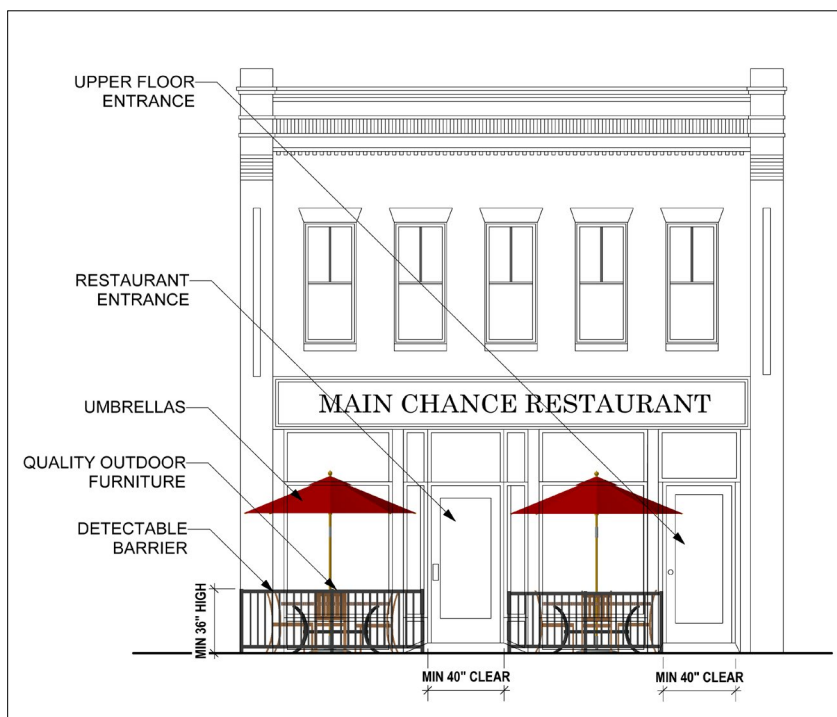 UPPER FLOOR
ENTRANCE
RESTAURANT
ENTRANCE
UMBRELLAS
MAIN CHANCE RESTAURANT
QUALITY OUTDOOR
FURNITURE
DETECTABLE
BARRIER
MIN 36" HIGH
MIN 40" CLEAR
MIN 40" CLEAR